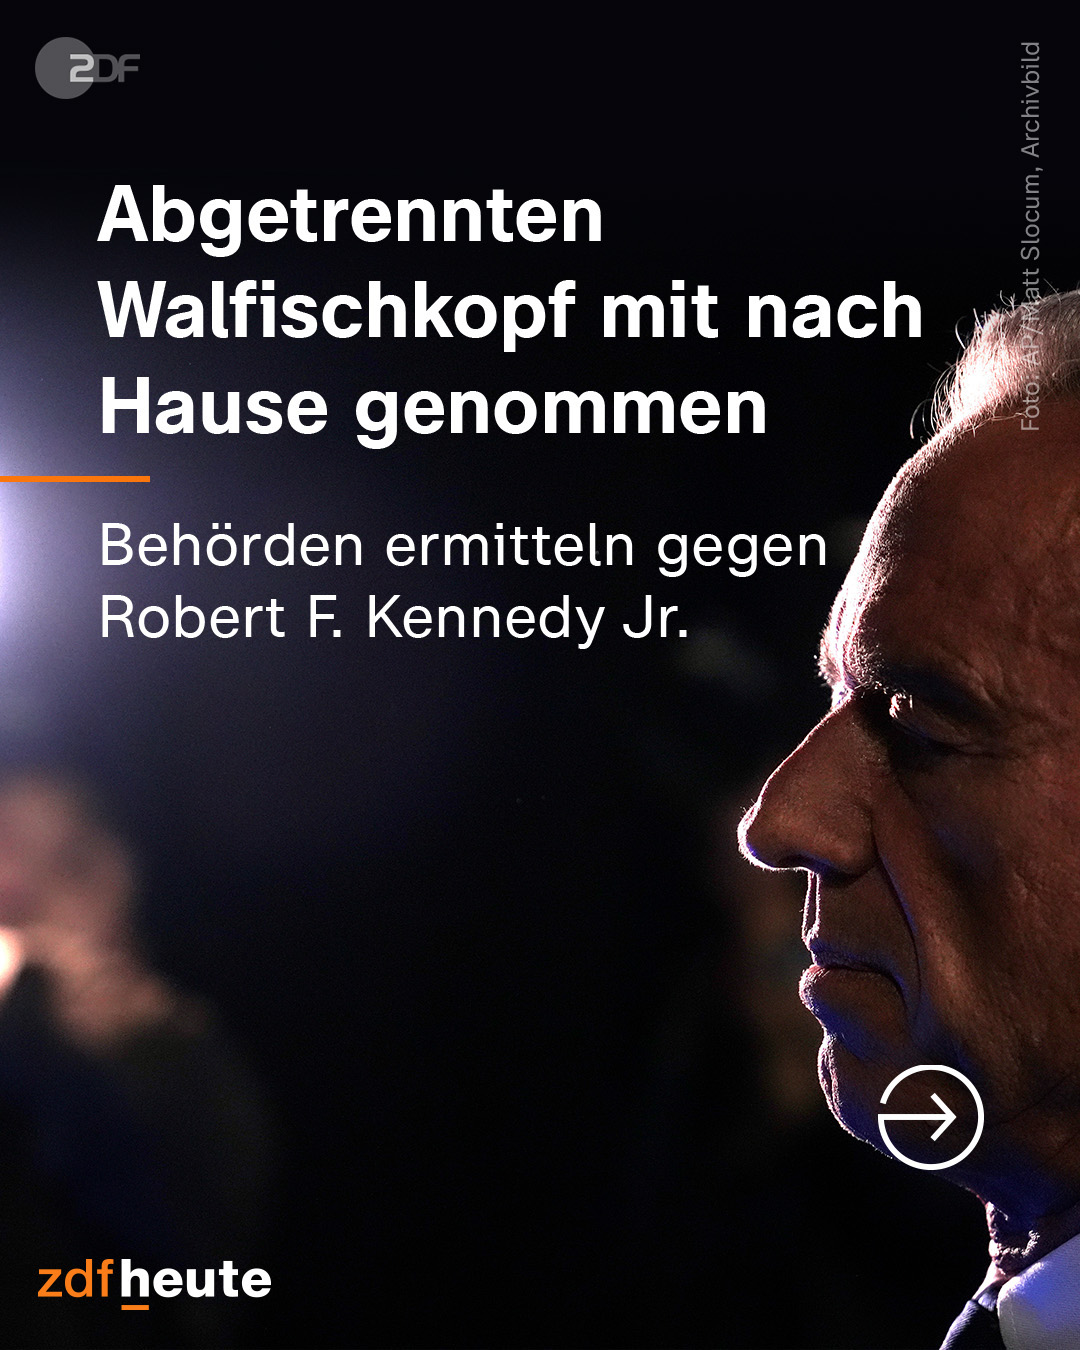 ZDF
Foto: AP/Matt Slocum, Archivbild
Abgetrennten
Walfischkopf mit nach
Hause genommen
Behörden ermitteln gegen
Robert F. Kennedy Jr.
zdfheute